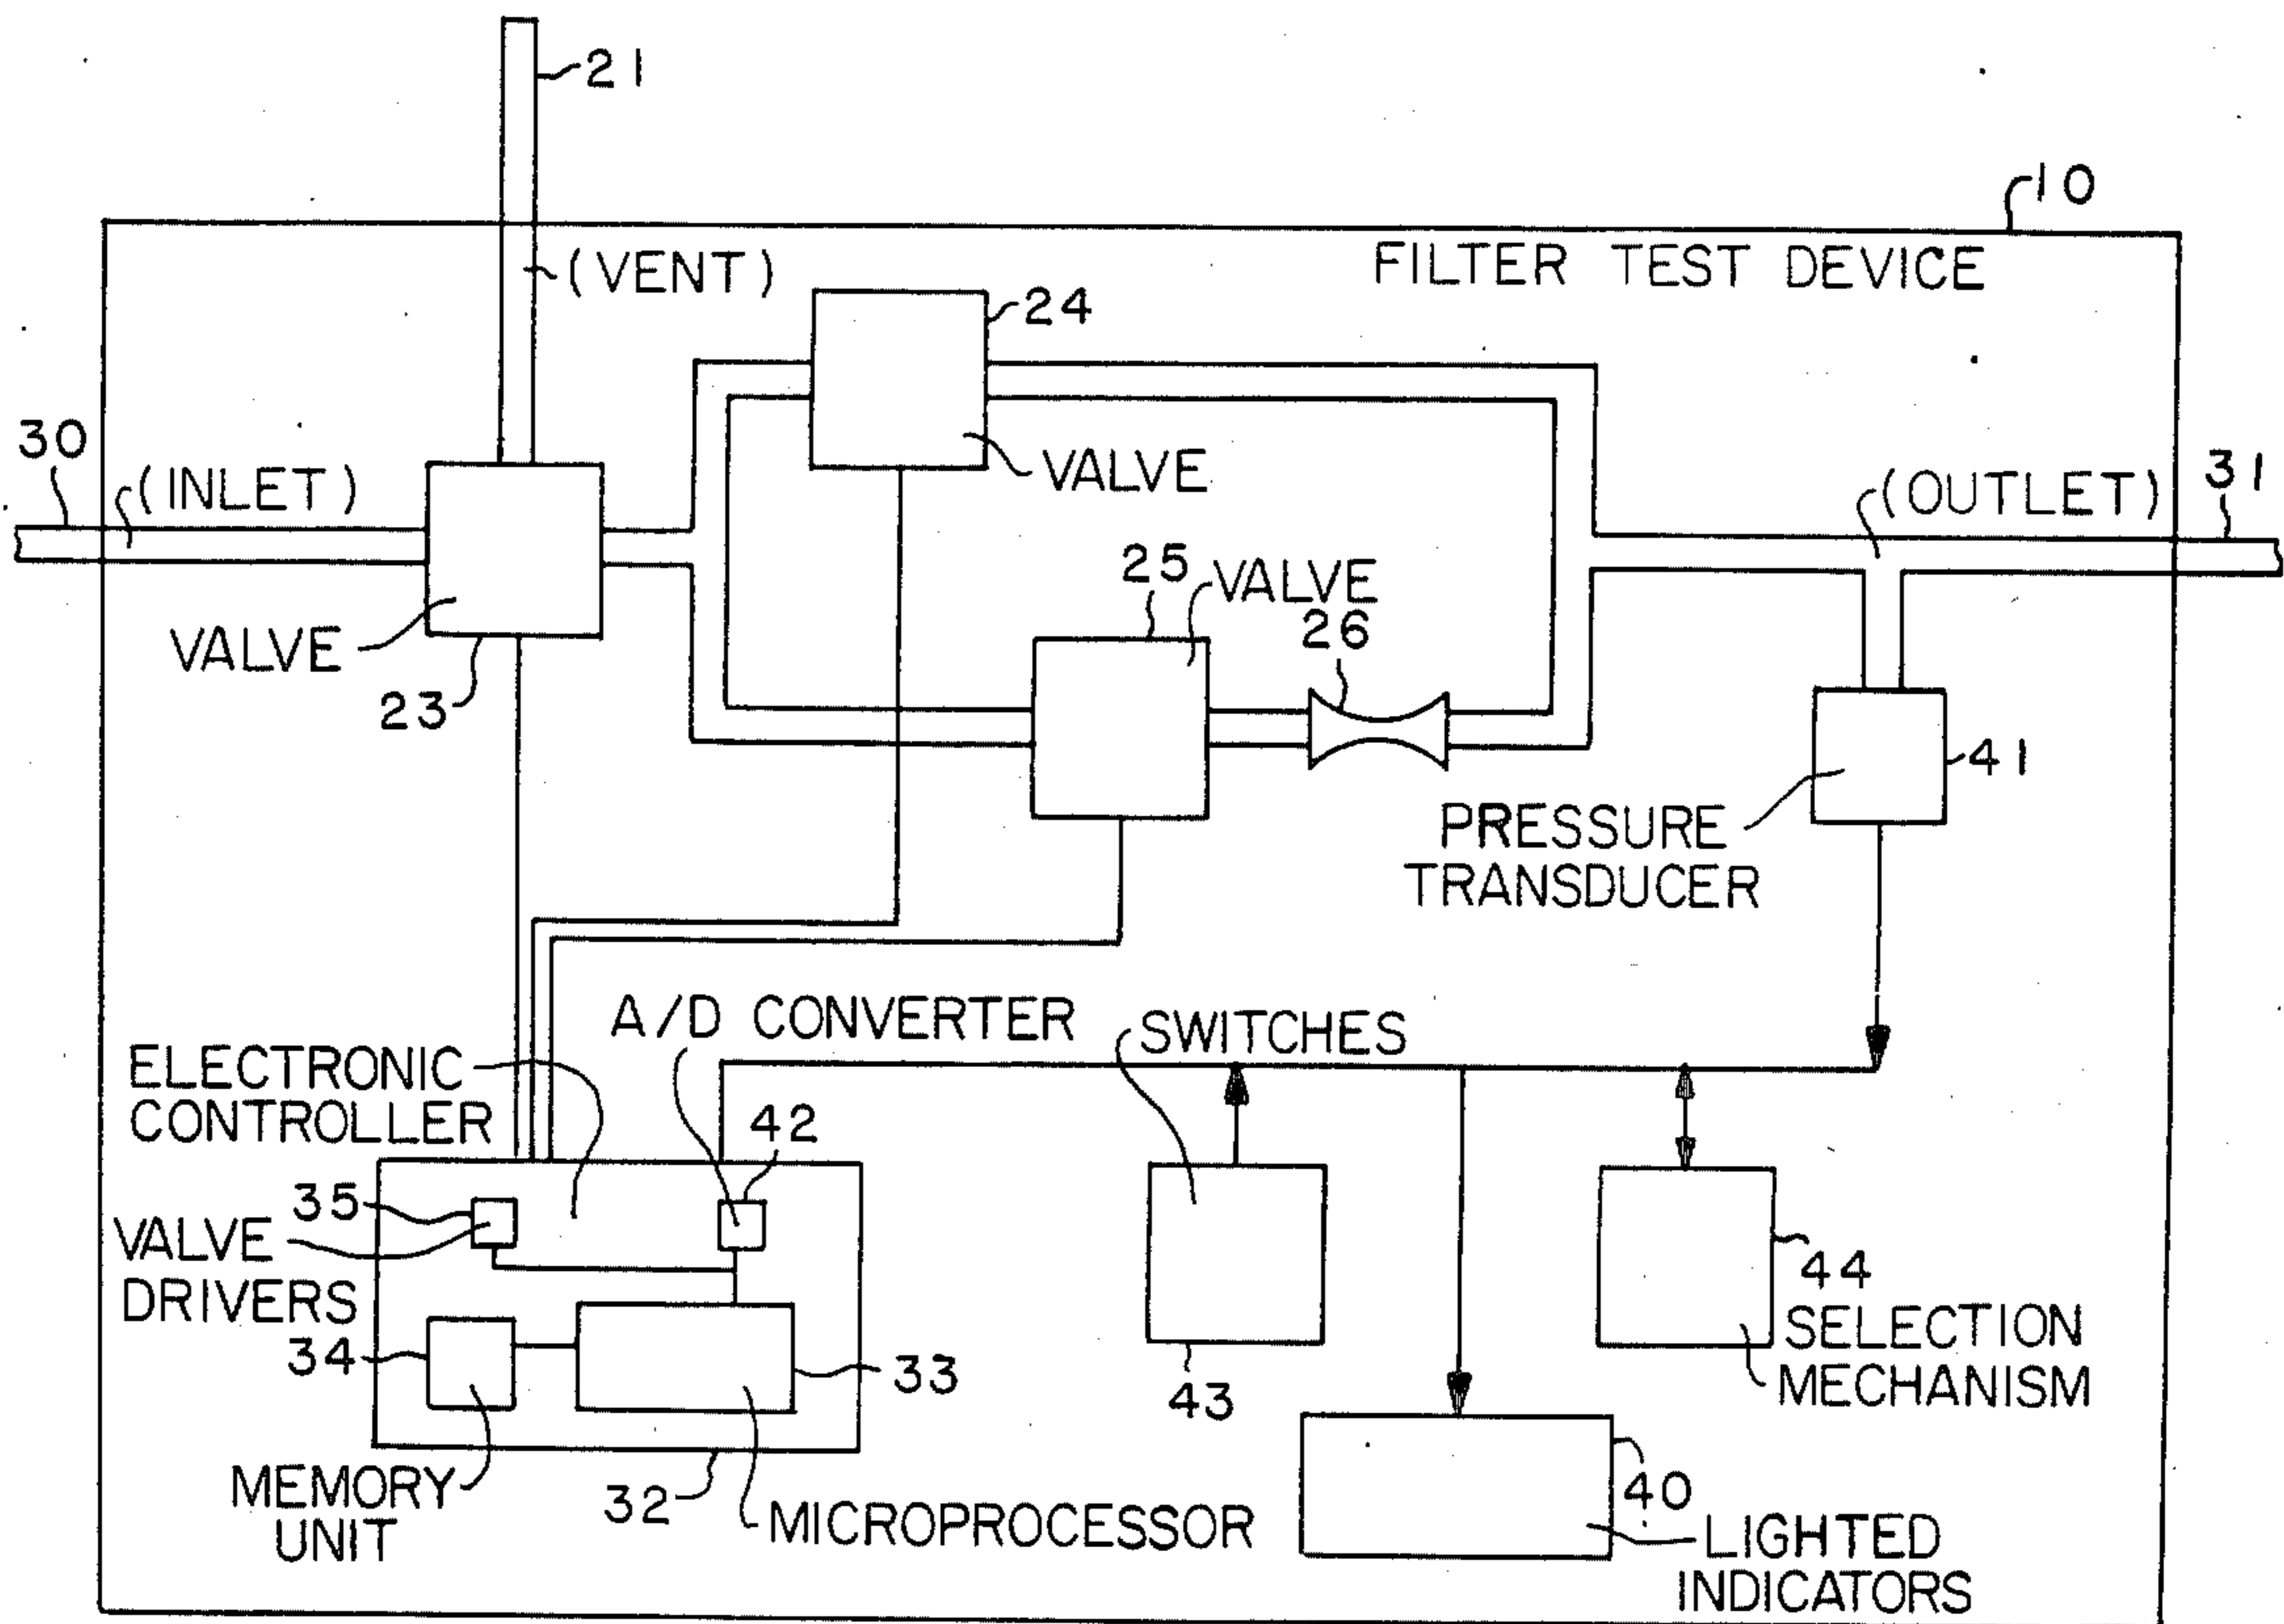 21
10
(VENT)
FILTER TEST DEVICE
24
30
(INLET)
VALVE
31
(OUTLET)
25
VALVE
26
VALVE
23
41
PRESSURE
TRANSDUCER
A/D CONVERTER
SWITCHES
ELECTRONIC
CONTROLLER
42
35
VALVE
DRIVERS
44
34
33
SELECTION
MECHANISM
43
MEMORY
UNIT
32
MICROPROCESSOR
40
LIGHTED
INDICATORS